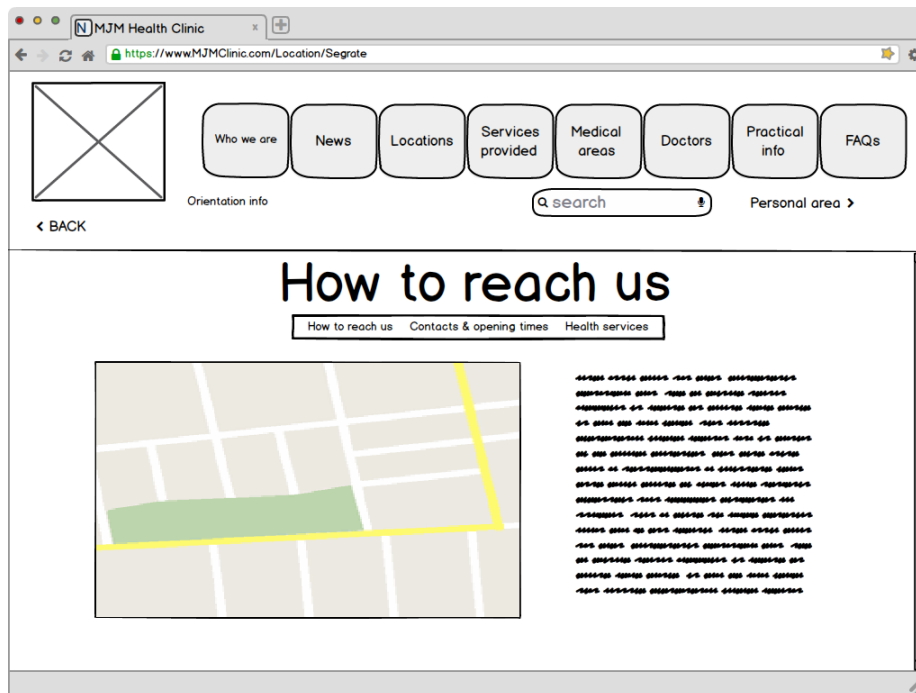 N MJM Health Clinic x
https://www.MJMClinic.com/Location/Segrate
Who we are
News
Locations
Services
provided
Medical
areas
Doctors
Practical
info
FAQs
Orientation info
search
Personal area >
< BACK
How to reach us
How to reach us Contacts & opening times Health services